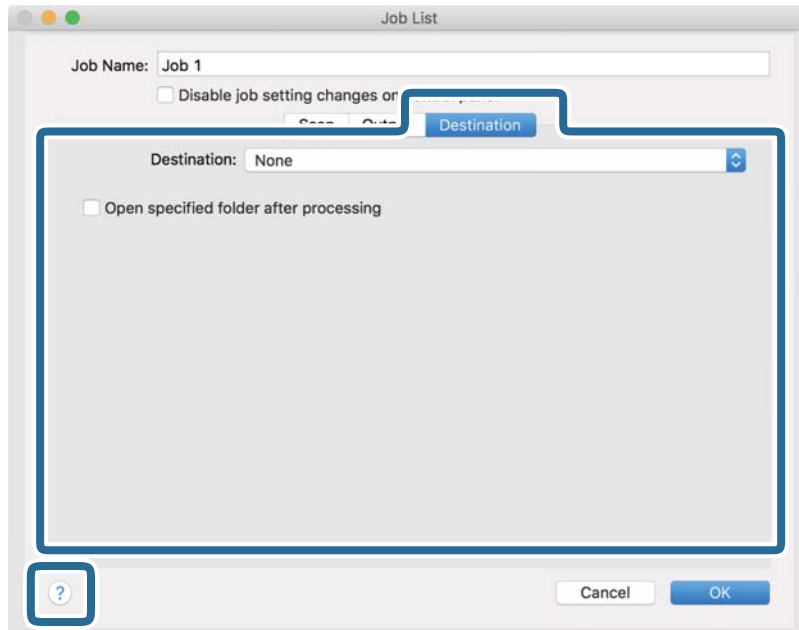 Job List
Job Name: Job 1
Disable job setting changes on
Destination
Destination: None
Open specified folder after processing
?
Cancel OK